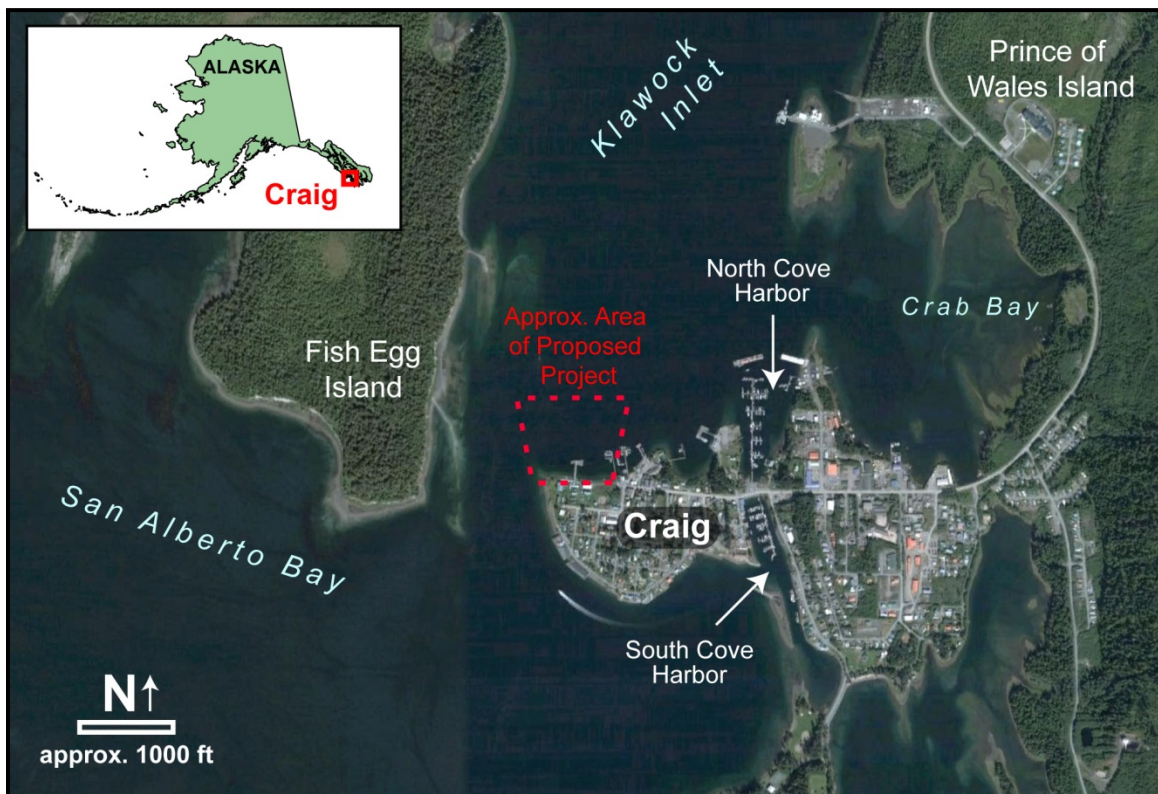 ALASKA
Craig
Klawock
Inlet
Prince of
Wales Island
North Cove
Harbor
Crab Bay
Approx. Area
of Proposed
Project
Fish Egg
Island
San Alberto Bay
Craig
South Cove
Harbor
N↑
approx. 1000 ft